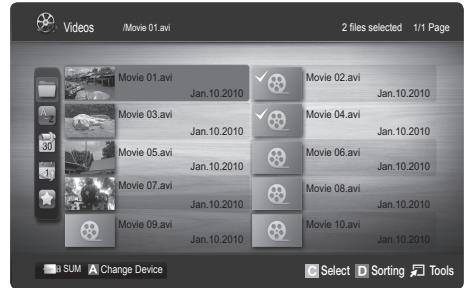 Videos /Movie 01.avi 2 files selected 1/1 Page
Movie 01.avi Movie 02.avi
Jan.10.2010 Jan.10.2010
Movie 03.avi Movie 04.avi
Jan.10.2010 Jan.10.2010
Movie 05.avi Movie 06.avi
Jan.10.2010 Jan.10.2010
Movie 07.avi Movie 08.avi
Jan.10.2010 Jan.10.2010
Movie 09.avi Movie 10.avi
Jan.10.2010 Jan.10.2010
SUM A Change Device C Select D Sorting Tools